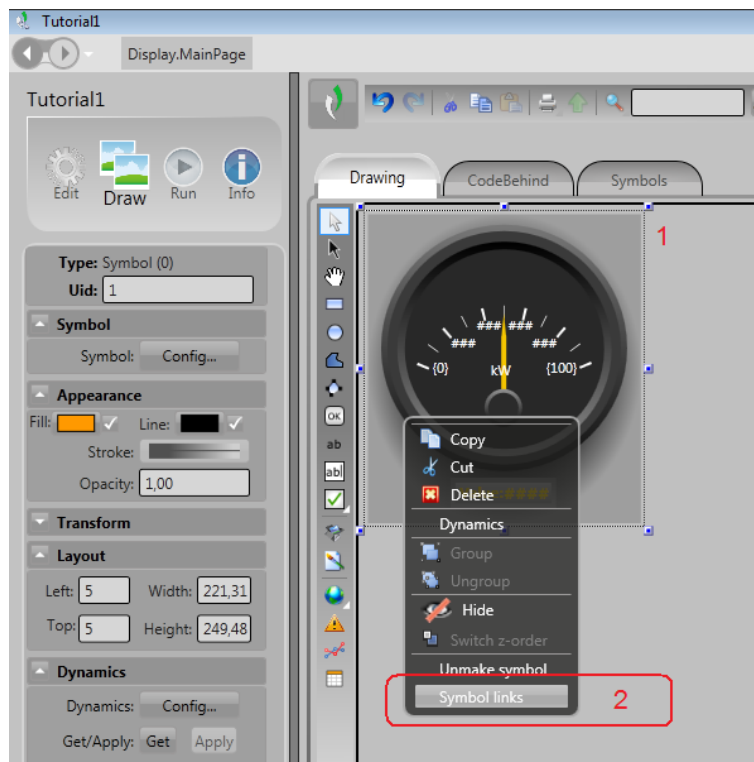 Tutorial1
Display.MainPage
Tutorial1
Edit
Draw
Run
Info
Type: Symbol (0)
Uid: 1
Symbol
Symbol: Config...
Appearance
Fill: Line:
Stroke:
Opacity: 1,00
Transform
Layout
Left: 5 Width: 221,31
Top: 5 Height: 249,48
Dynamics
Dynamics: Config...
Get/Apply: Get Apply
Drawing
CodeBehind
Symbols
OK
ab
ab|
1
### ###
### ###
{0} kW {100}
Copy
Cut
Delete
Dynamics
Group
Ungroup
Hide
Switch z-order
Unmake symbol
Symbol links
2